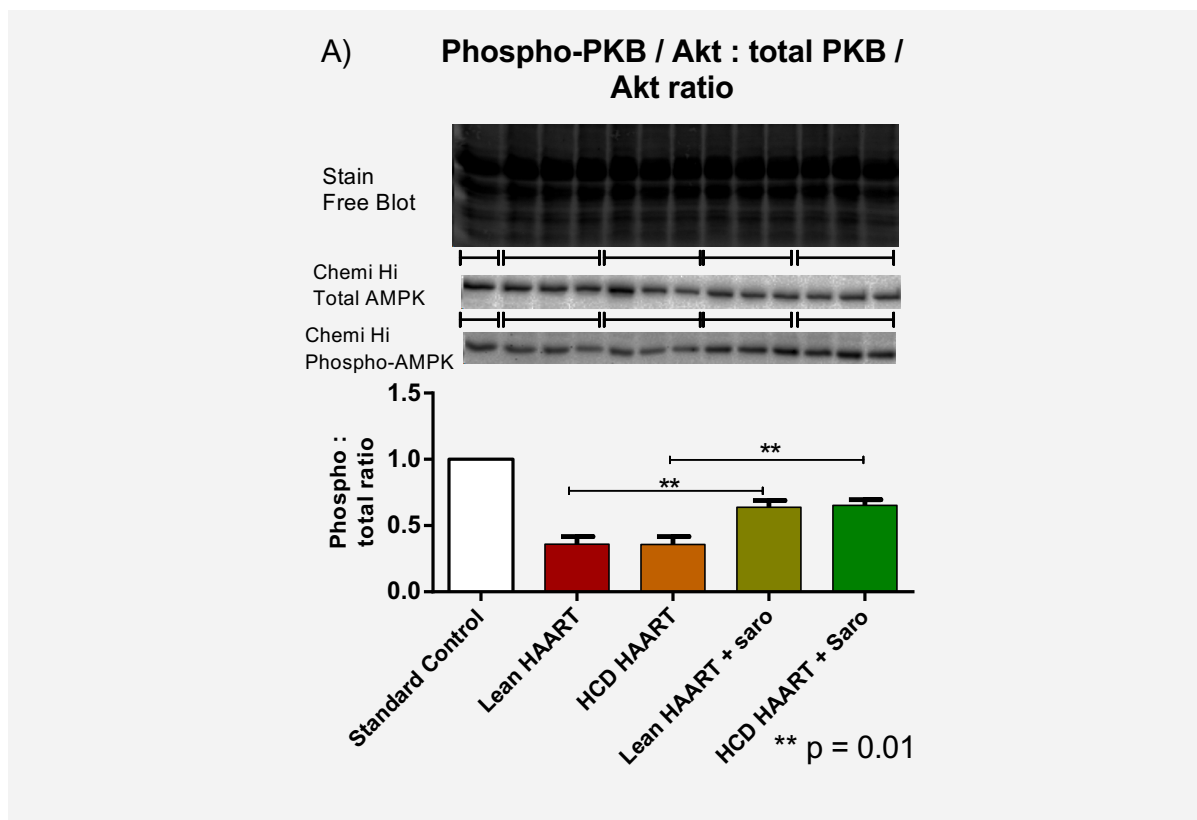 A)
Phospho-PKB / Akt : total PKB /
Akt ratio
Stain
Free Blot
Chemi Hi
Total AMPK
Chemi Hi
Phospho-AMPK
Phospho :
total ratio
1.5
1.0
0.5
0.0
**
**
Standard Control
Lean HAART
HCD HAART
Lean HAART + saro
HCD HAART + Saro
** p = 0.01